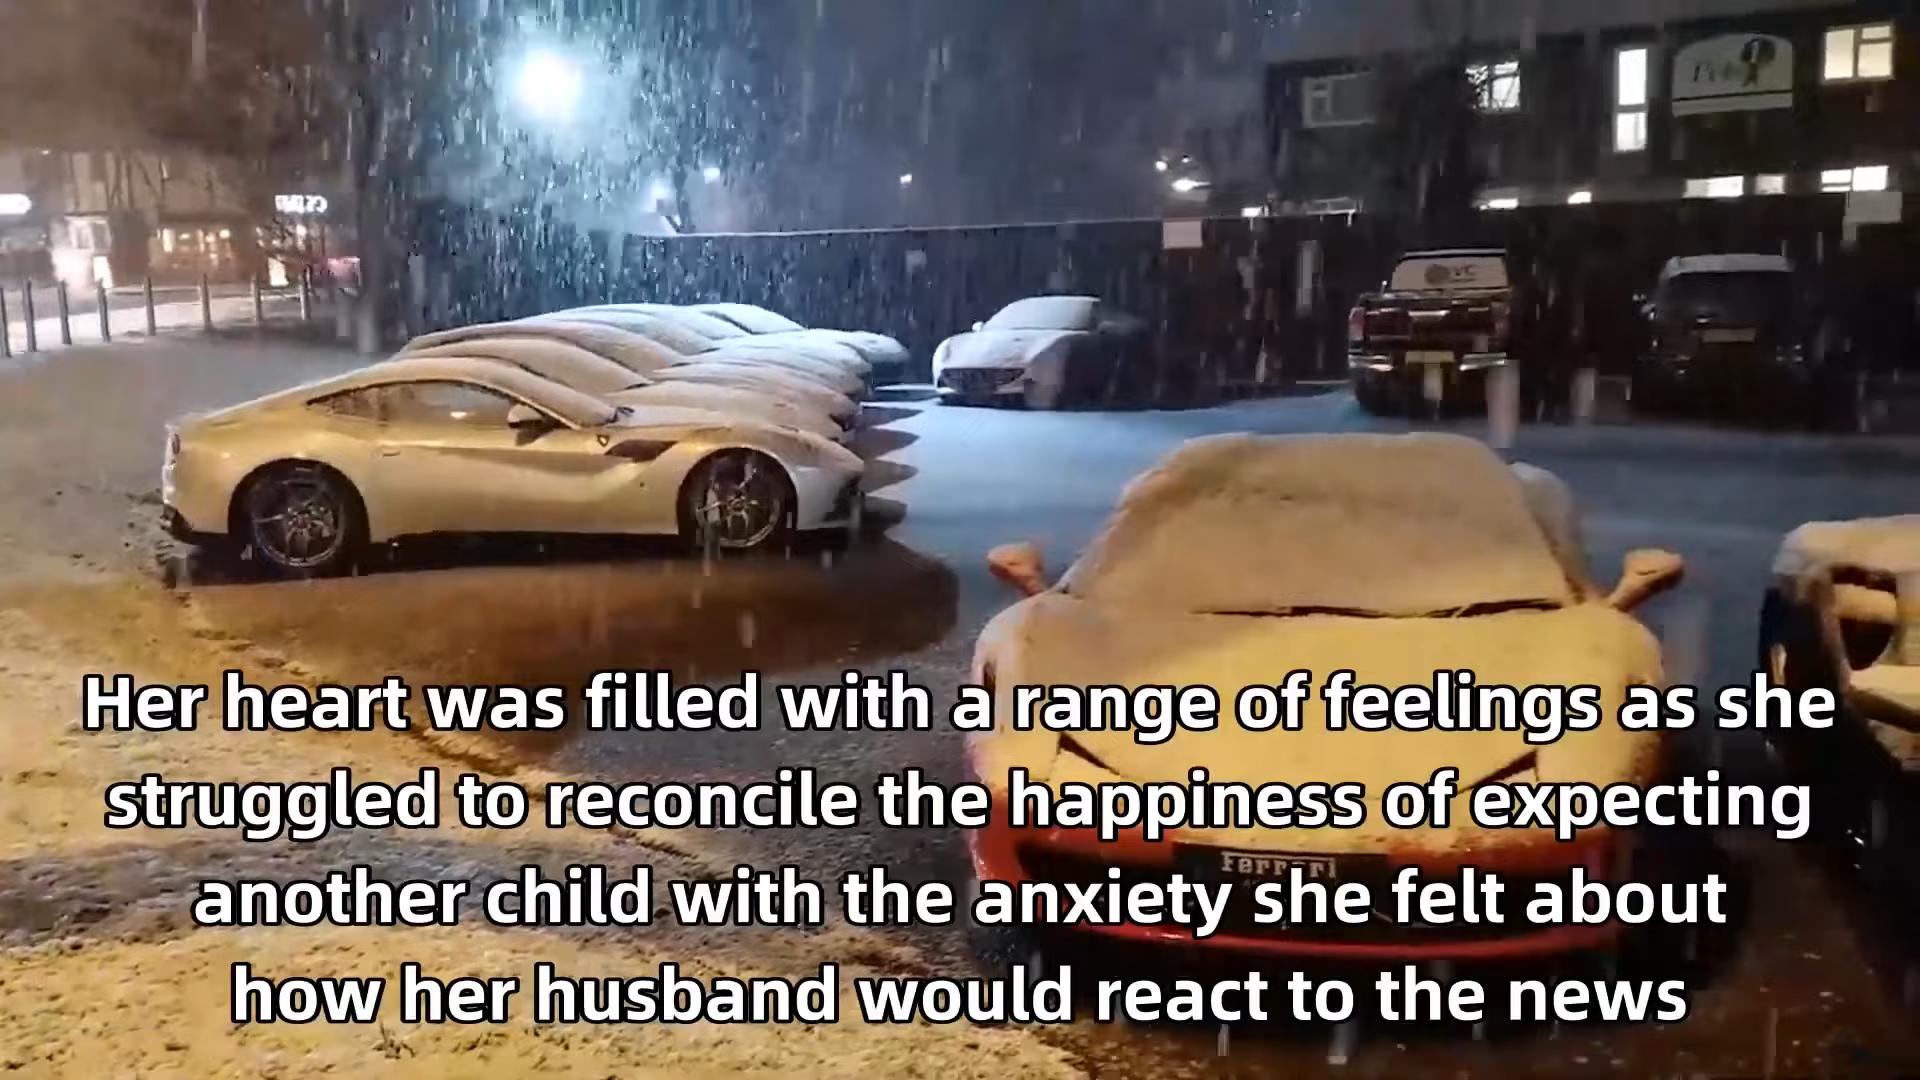 VC
Ferrari
Her heart was filled with a range of feelings as she
struggled to reconcile the happiness of expecting
another child with the anxiety she felt about
how her husband would react to the news